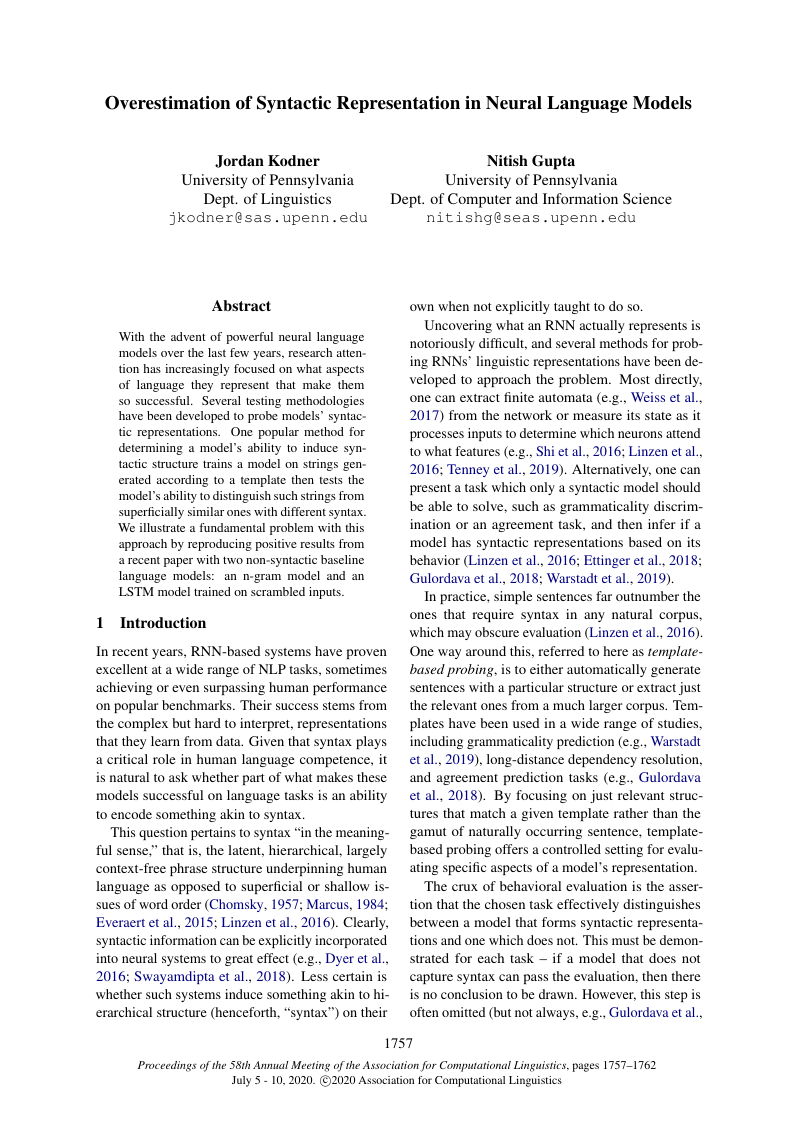 Overestimation of Syntactic Representation in Neural Language Models
Jordan Kodner
University of Pennsylvania
Dept. of Linguistics
jkodner@sas.upenn.edu
Nitish Gupta
University of Pennsylvania
Dept. of Computer and Information Science
nitishg@seas.upenn.edu
Abstract
With the advent of powerful neural language
models over the last few years, research atten-
tion has increasingly focused on what aspects
of language they represent that make them
so successful. Several testing methodologies
have been developed to probe models' syntac-
tic representations. One popular method for
determining a model's ability to induce syn-
tactic structure trains a model on strings gen-
erated according to a template then tests the
model's ability to distinguish such strings from
superficially similar ones with different syntax.
We illustrate a fundamental problem with this
approach by reproducing positive results from
a recent paper with two non-syntactic baseline
language models: an n-gram model and an
LSTM model trained on scrambled inputs.
1 Introduction
In recent years, RNN-based systems have proven
excellent at a wide range of NLP tasks, sometimes
achieving or even surpassing human performance
on popular benchmarks. Their success stems from
the complex but hard to interpret, representations
that they learn from data. Given that syntax plays
a critical role in human language competence, it
is natural to ask whether part of what makes these
models successful on language tasks is an ability
to encode something akin to syntax.
This question pertains to syntax “in the meaning-
ful sense,” that is, the latent, hierarchical, largely
context-free phrase structure underpinning human
language as opposed to superficial or shallow is-
sues of word order (Chomsky, 1957; Marcus, 1984;
Everaert et al., 2015; Linzen et al., 2016). Clearly,
syntactic information can be explicitly incorporated
into neural systems to great effect (e.g., Dyer et al.,
2016; Swayamdipta et al., 2018). Less certain is
whether such systems induce something akin to hi-
erarchical structure (henceforth, “syntax”) on their
own when not explicitly taught to do so.
Uncovering what an RNN actually represents is
notoriously difficult, and several methods for prob-
ing RNNs' linguistic representations have been de-
veloped to approach the problem. Most directly,
one can extract finite automata (e.g., Weiss et al.,
2017) from the network or measure its state as it
processes inputs to determine which neurons attend
to what features (e.g., Shi et al., 2016; Linzen et al.,
2016; Tenney et al., 2019). Alternatively, one can
present a task which only a syntactic model should
be able to solve, such as grammaticality discrim-
ination or an agreement task, and then infer if a
model has syntactic representations based on its
behavior (Linzen et al., 2016; Ettinger et al., 2018;
Gulordava et al., 2018; Warstadt et al., 2019).
In practice, simple sentences far outnumber the
ones that require syntax in any natural corpus,
which may obscure evaluation (Linzen et al., 2016).
One way around this, referred to here as template-
based probing, is to either automatically generate
sentences with a particular structure or extract just
the relevant ones from a much larger corpus. Tem-
plates have been used in a wide range of studies,
including grammaticality prediction (e.g., Warstadt
et al., 2019), long-distance dependency resolution,
and agreement prediction tasks (e.g., Gulordava
et al., 2018). By focusing on just relevant struc-
tures that match a given template rather than the
gamut of naturally occurring sentence, template-
based probing offers a controlled setting for evalu-
ating specific aspects of a model's representation.
The crux of behavioral evaluation is the asser-
tion that the chosen task effectively distinguishes
between a model that forms syntactic representa-
tions and one which does not. This must be demon-
strated for each task – if a model that does not
capture syntax can pass the evaluation, then there
is no conclusion to be drawn. However, this step is
often omitted (but not always, e.g., Gulordava et al.,
1757
Proceedings of the 58th Annual Meeting of the Association for Computational Linguistics, pages 1757–1762
July 5 - 10, 2020. ©2020 Association for Computational Linguistics